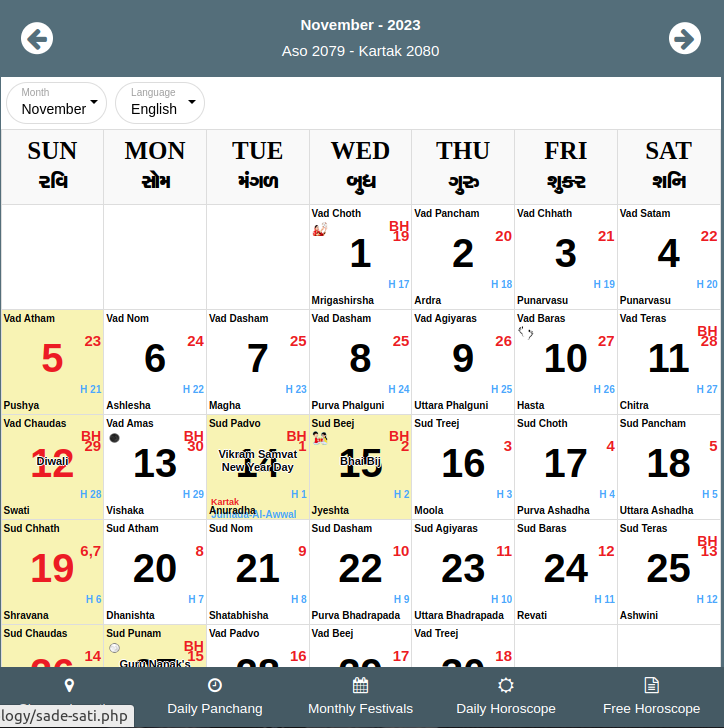 November - 2023
Aso 2079 - Kartak 2080
Month
November
Language
English
SUN MON TUE WED THU FRI SAT
રવિ સોમ મંગળ બુધ ગુરુ શુક્ર શનિ
Vad Choth Vad Pancham Vad Chhath Vad Satam
BH
19 20 21 22
1 2 3 4
H 17 H 18 H 19 H 20
Mrigashirsha Ardra Punarvasu Punarvasu
Vad Atham Vad Nom Vad Dasham Vad Dasham Vad Agiyaras Vad Baras Vad Teras
BH
23 24 25 25 26 27 28
5 6 7 8 9 10 11
H 21 H 22 H 23 H 24 H 25 H 26 H 27
Pushya Ashlesha Magha Purva Phalguni Uttara Phalguni Hasta Chitra
Vad Chaudas Vad Amas Sud Padvo Sud Beej Sud Treej Sud Choth Sud Pancham
BH BH BH BH
29 30 1 2 3 4 5
12 13 14 15 16 17 18
Diwali Vikram Samvat Bhai Bij
New Year Day
H 28 H 29 H 1 H 2 H 3 H 4 H 5
Kartak
Swati Vishaka Anuradha Jyeshta Moola Purva Ashadha Uttara Ashadha
Jumada-Al-Awwal
Sud Chhath Sud Atham Sud Nom Sud Dasham Sud Agiyaras Sud Baras Sud Teras
BH
6,7 8 9 10 11 12 13
19 20 21 22 23 24 25
H 6 H 7 H 8 H 9 H 10 H 11 H 12
Shravana Dhanishta Shatabhisha Purva Bhadrapada Uttara Bhadrapada Revati Ashwini
Sud Chaudas Sud Punam Vad Padvo Vad Beej Vad Treej
BH
14 15 16 17 18
26 27 28 29 30
Guru Nanak's
Daily Panchang Monthly Festivals Daily Horoscope Free Horoscope
logy/sade-sati.php